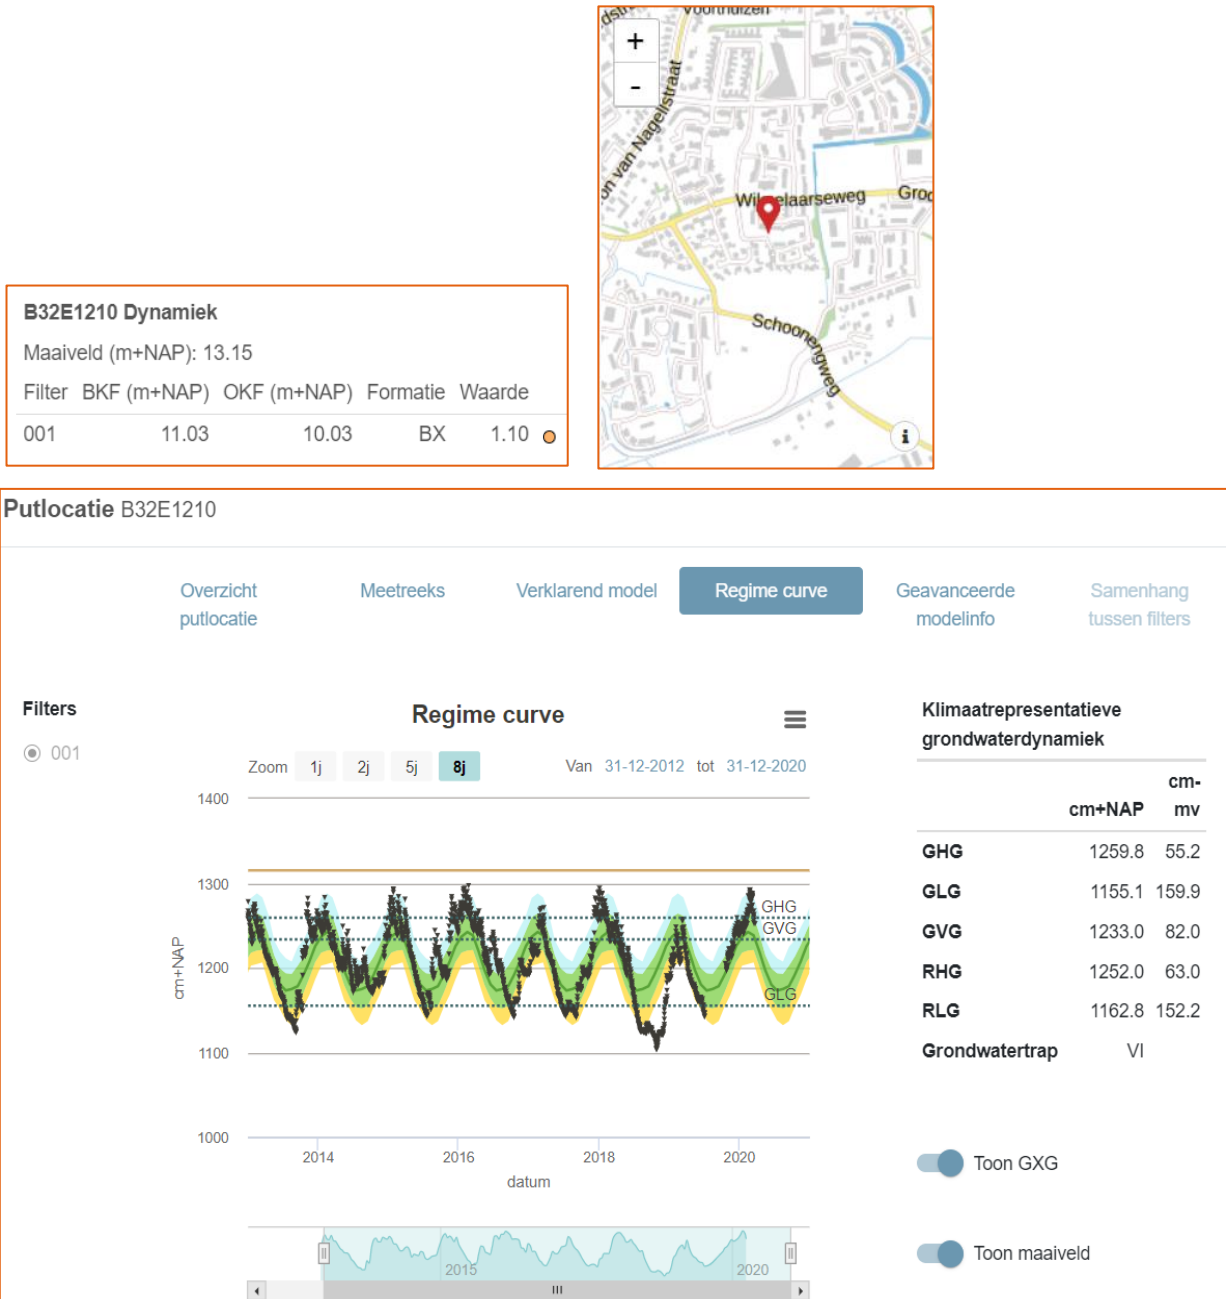 Voorthuizen
+
-
on van Nagellstraat
Wikselaarseweg
Groo
Schoonengweg
i
B32E1210 Dynamiek
Maaiveld (m+NAP): 13.15
Filter BKF (m+NAP) OKF (m+NAP) Formatie Waarde
001 11.03 10.03 BX 1.10
Putlocatie B32E1210
Overzicht putlocatie
Meetreeks
Verklarend model
Regime curve
Geavanceerde modelinfo
Samenhang tussen filters
Filters
001
Regime curve
Zoom 1j 2j 5j 8j Van 31-12-2012 tot 31-12-2020
1400
1300
1200
1100
1000
cm+NAP
GHG
GVG
GLG
2014 2016 2018 2020
datum
2015 2020
Klimaatrepresentatieve
grondwaterdynamiek
cm+NAP cm-mv
GHG 1259.8 55.2
GLG 1155.1 159.9
GVG 1233.0 82.0
RHG 1252.0 63.0
RLG 1162.8 152.2
Grondwatertrap VI
Toon GXG
Toon maaiveld